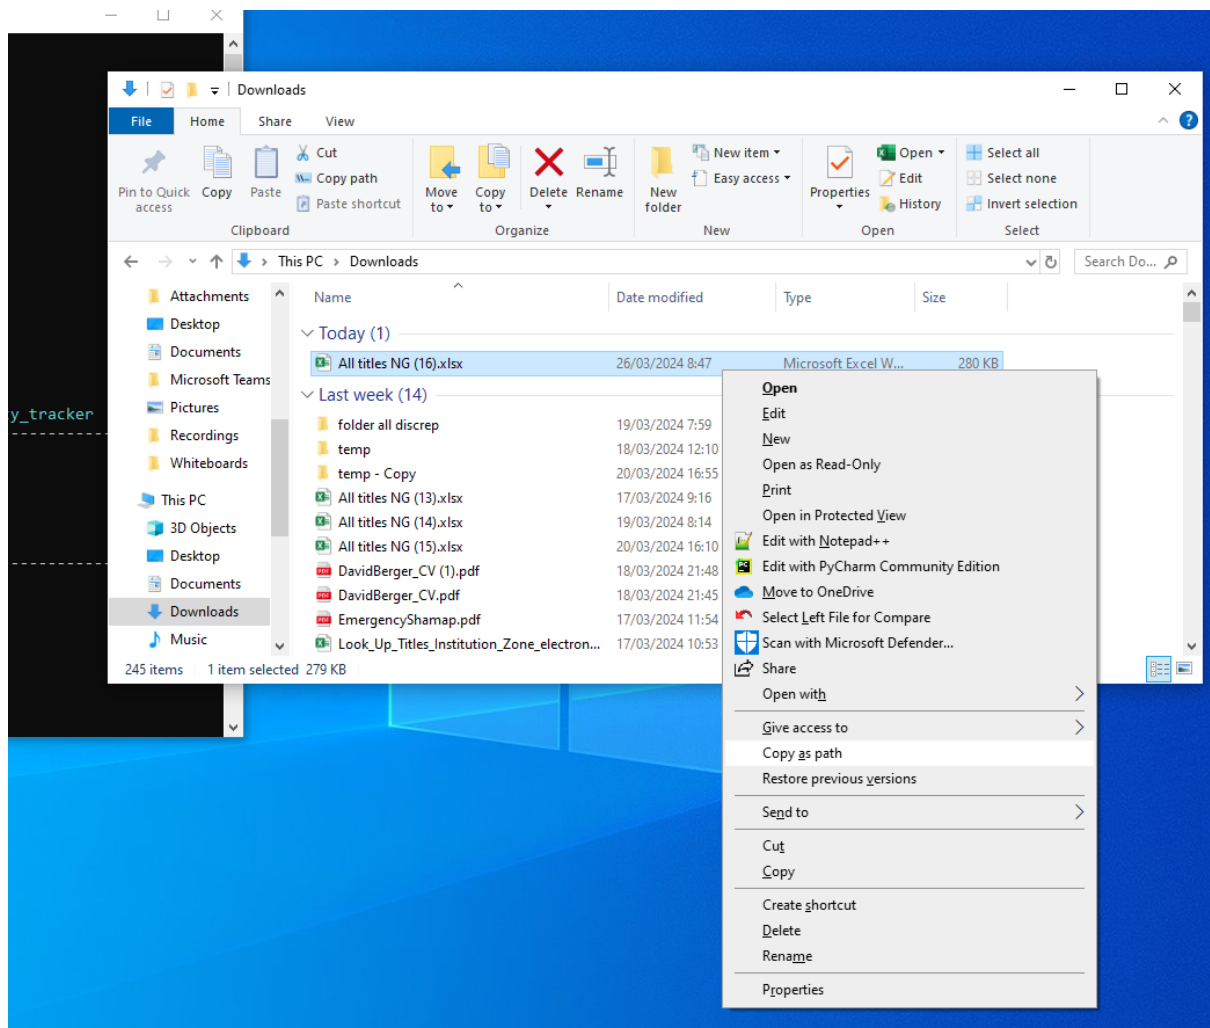 Downloads
File Home Share View
Pin to Quick access
Copy
Paste
Cut
Copy path
Paste shortcut
Clipboard
Move to
Copy to
Delete
Rename
Organize
New folder
New item
Easy access
New
Properties
Open
Edit
History
Open
Select all
Select none
Invert selection
Select
This PC > Downloads
Search Do...
Attachments
Desktop
Documents
Microsoft Teams
Pictures
Recordings
Whiteboards
This PC
3D Objects
Desktop
Documents
Downloads
Music
Name Date modified Type Size
Today (1)
All titles NG (16).xlsx 26/03/2024 8:47 Microsoft Excel W... 280 KB
Last week (14)
folder all discrep 19/03/2024 7:59
temp 18/03/2024 12:10
temp - Copy 20/03/2024 16:55
All titles NG (13).xlsx 17/03/2024 9:16
All titles NG (14).xlsx 19/03/2024 8:14
All titles NG (15).xlsx 20/03/2024 16:10
DavidBerger_CV (1).pdf 18/03/2024 21:48
DavidBerger_CV.pdf 18/03/2024 21:45
EmergencyShamap.pdf 17/03/2024 11:54
Look_Up_Titles_Institution_Zone_electron... 17/03/2024 10:53
245 items 1 item selected 279 KB
y_tracker
Open
Edit
New
Open as Read-Only
Print
Open in Protected View
Edit with Notepad++
Edit with PyCharm Community Edition
Move to OneDrive
Select Left File for Compare
Scan with Microsoft Defender...
Share
Open with
Give access to
Copy as path
Restore previous versions
Send to
Cut
Copy
Create shortcut
Delete
Rename
Properties